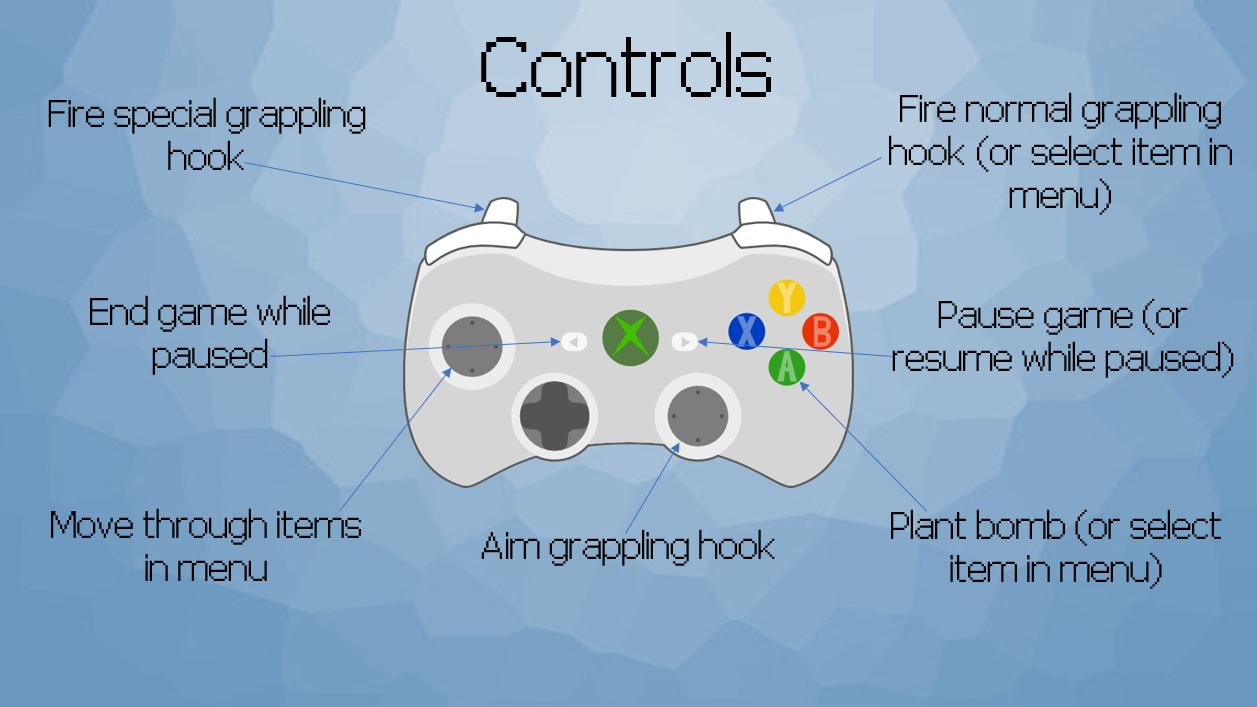 Controls
Fire special grappling
hook
Fire normal grappling
hook (or select item in
menu)
End game while
paused
Y
X
B
A
Pause game (or
resume while paused)
Move through items
in menu
Aim grappling hook
Plant bomb (or select
item in menu)